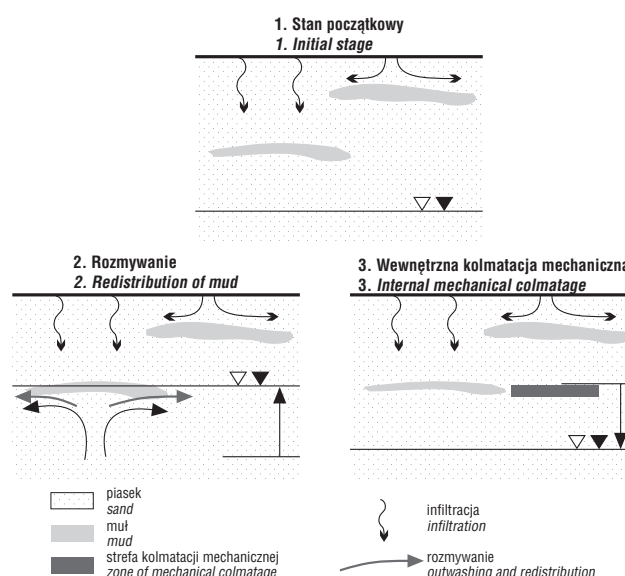 1. Stan początkowy
1. Initial stage
2. Rozmywanie
2. Redistribution of mud
3. Wewnętrzna kolmatacja mechaniczna
3. Internal mechanical colmatage
piasek
sand
muł
mud
strefa kolmatacji mechanicznej
zone of mechanical colmatage
infiltracja
infiltration
rozmywanie
outwashing and redistribution